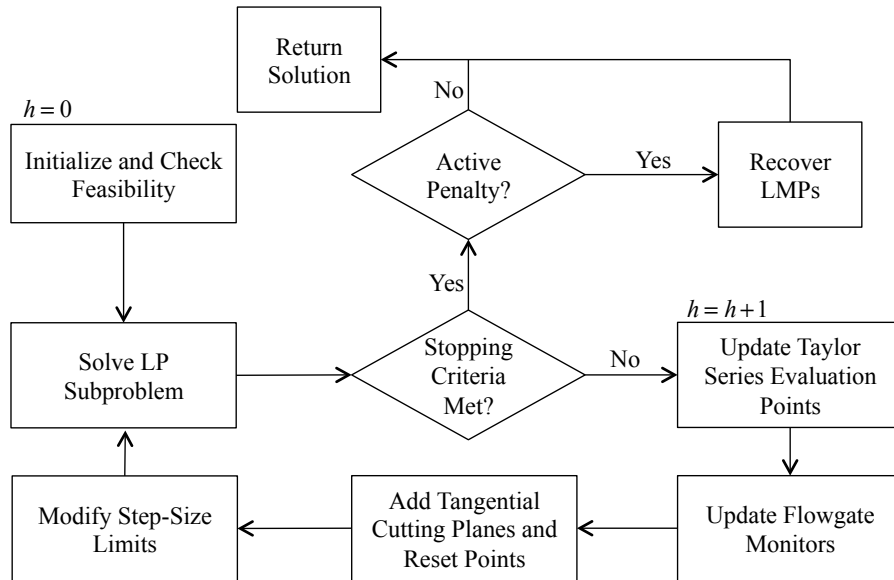 Return
Solution
h = 0
Initialize and Check
Feasibility
No
Active
Penalty?
Yes
Recover
LMPs
Yes
Solve LP
Subproblem
Stopping
Criteria
Met?
No
h = h+1
Update Taylor
Series Evaluation
Points
Modify Step-Size
Limits
Add Tangential
Cutting Planes and
Reset Points
Update Flowgate
Monitors